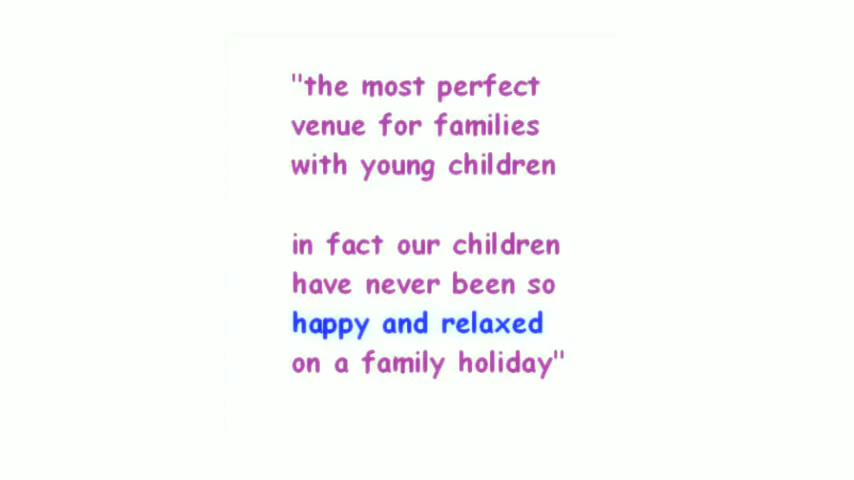 "the most perfect
venue for families
with young children
in fact our children
have never been so
happy and relaxed
on a family holiday"